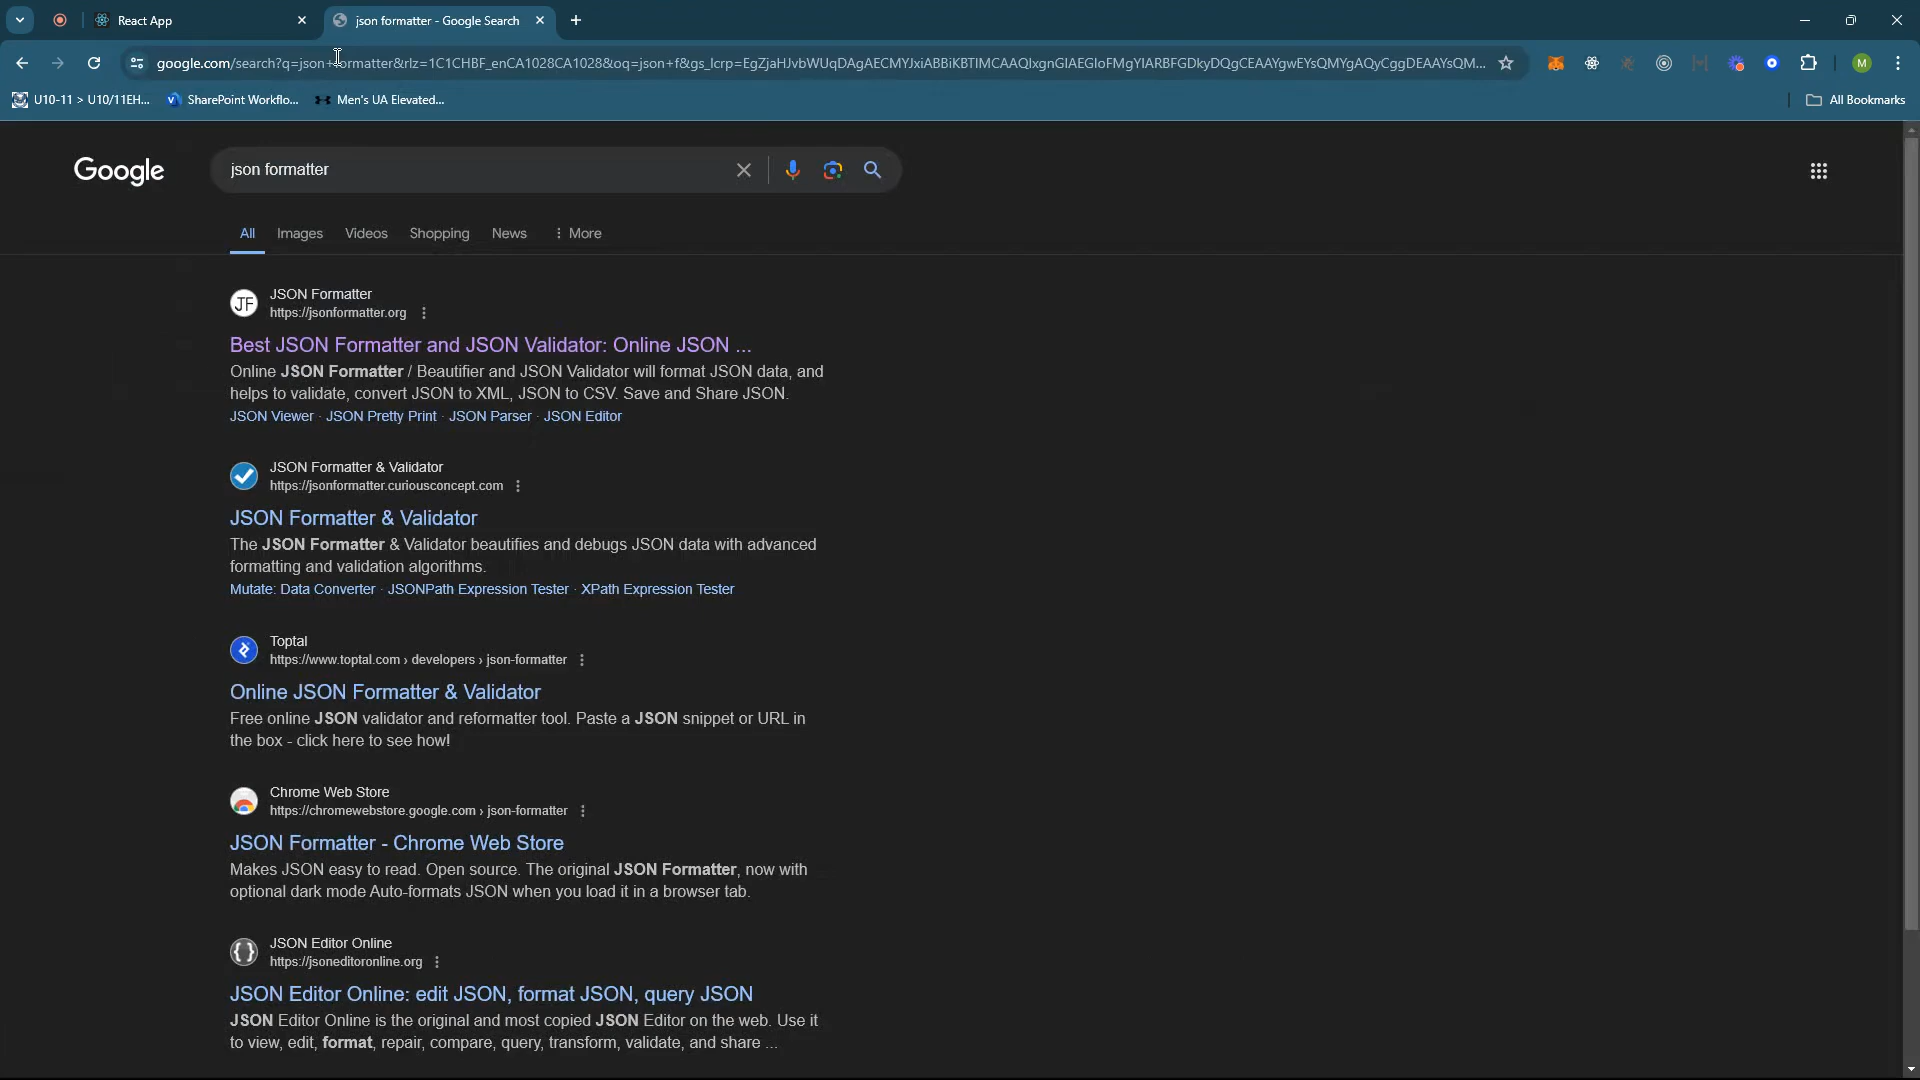 React App
json formatter - Google Search
google.com/search?q=json+formatter&rlz=1C1CHBF_enCA1028CA1028&oq=json+f&gs_lcrp=EgZjaHJvbWUqDAgAECMYJxiABBiKBTIMCAAQIxgnGIAEGIoFMgYIARBFGDkyDQgCEAAYgwEYsQMYgAQyCggDEAAYsQM...
U10-11 > U10/11EH...
SharePoint Workflo...
Men's UA Elevated...
All Bookmarks
M
Google
json formatter
All
Images
Videos
Shopping
News
More
JF
JSON Formatter
https://jsonformatter.org
Best JSON Formatter and JSON Validator: Online JSON ...
Online JSON Formatter / Beautifier and JSON Validator will format JSON data, and
helps to validate, convert JSON to XML, JSON to CSV. Save and Share JSON.
JSON Viewer · JSON Pretty Print · JSON Parser · JSON Editor
JSON Formatter & Validator
https://jsonformatter.curiousconcept.com
JSON Formatter & Validator
The JSON Formatter & Validator beautifies and debugs JSON data with advanced
formatting and validation algorithms.
Mutate: Data Converter · JSONPath Expression Tester · XPath Expression Tester
Toptal
https://www.toptal.com › developers › json-formatter
Online JSON Formatter & Validator
Free online JSON validator and reformatter tool. Paste a JSON snippet or URL in
the box - click here to see how!
Chrome Web Store
https://chromewebstore.google.com › json-formatter
JSON Formatter - Chrome Web Store
Makes JSON easy to read. Open source. The original JSON Formatter, now with
optional dark mode Auto-formats JSON when you load it in a browser tab.
JSON Editor Online
https://jsoneditoronline.org
JSON Editor Online: edit JSON, format JSON, query JSON
JSON Editor Online is the original and most copied JSON Editor on the web. Use it
to view, edit, format, repair, compare, query, transform, validate, and share ...